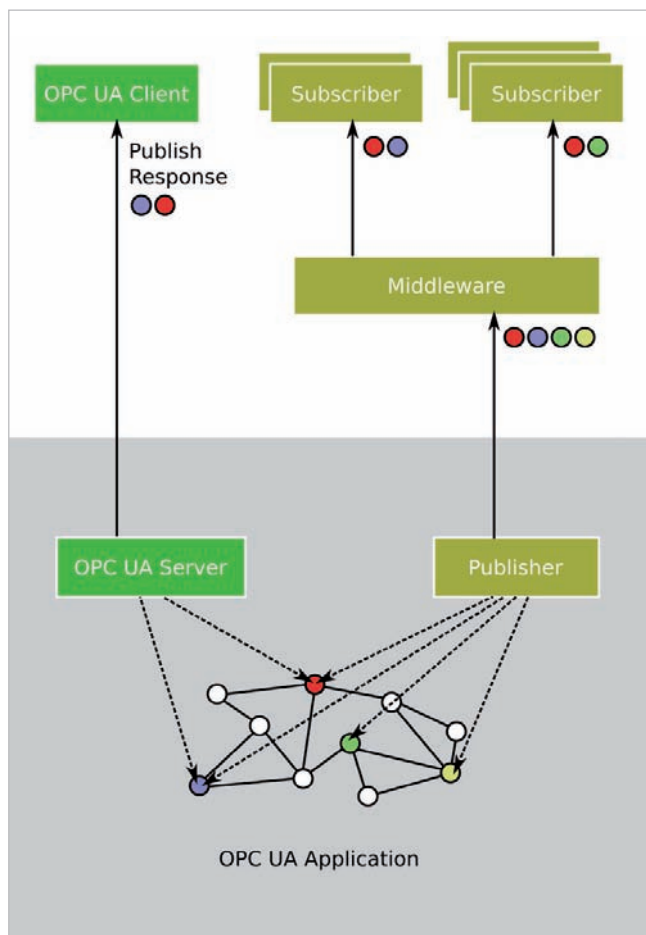 OPC UA Client
Subscriber
Subscriber
Publish
Response
Middleware
OPC UA Server
Publisher
OPC UA Application